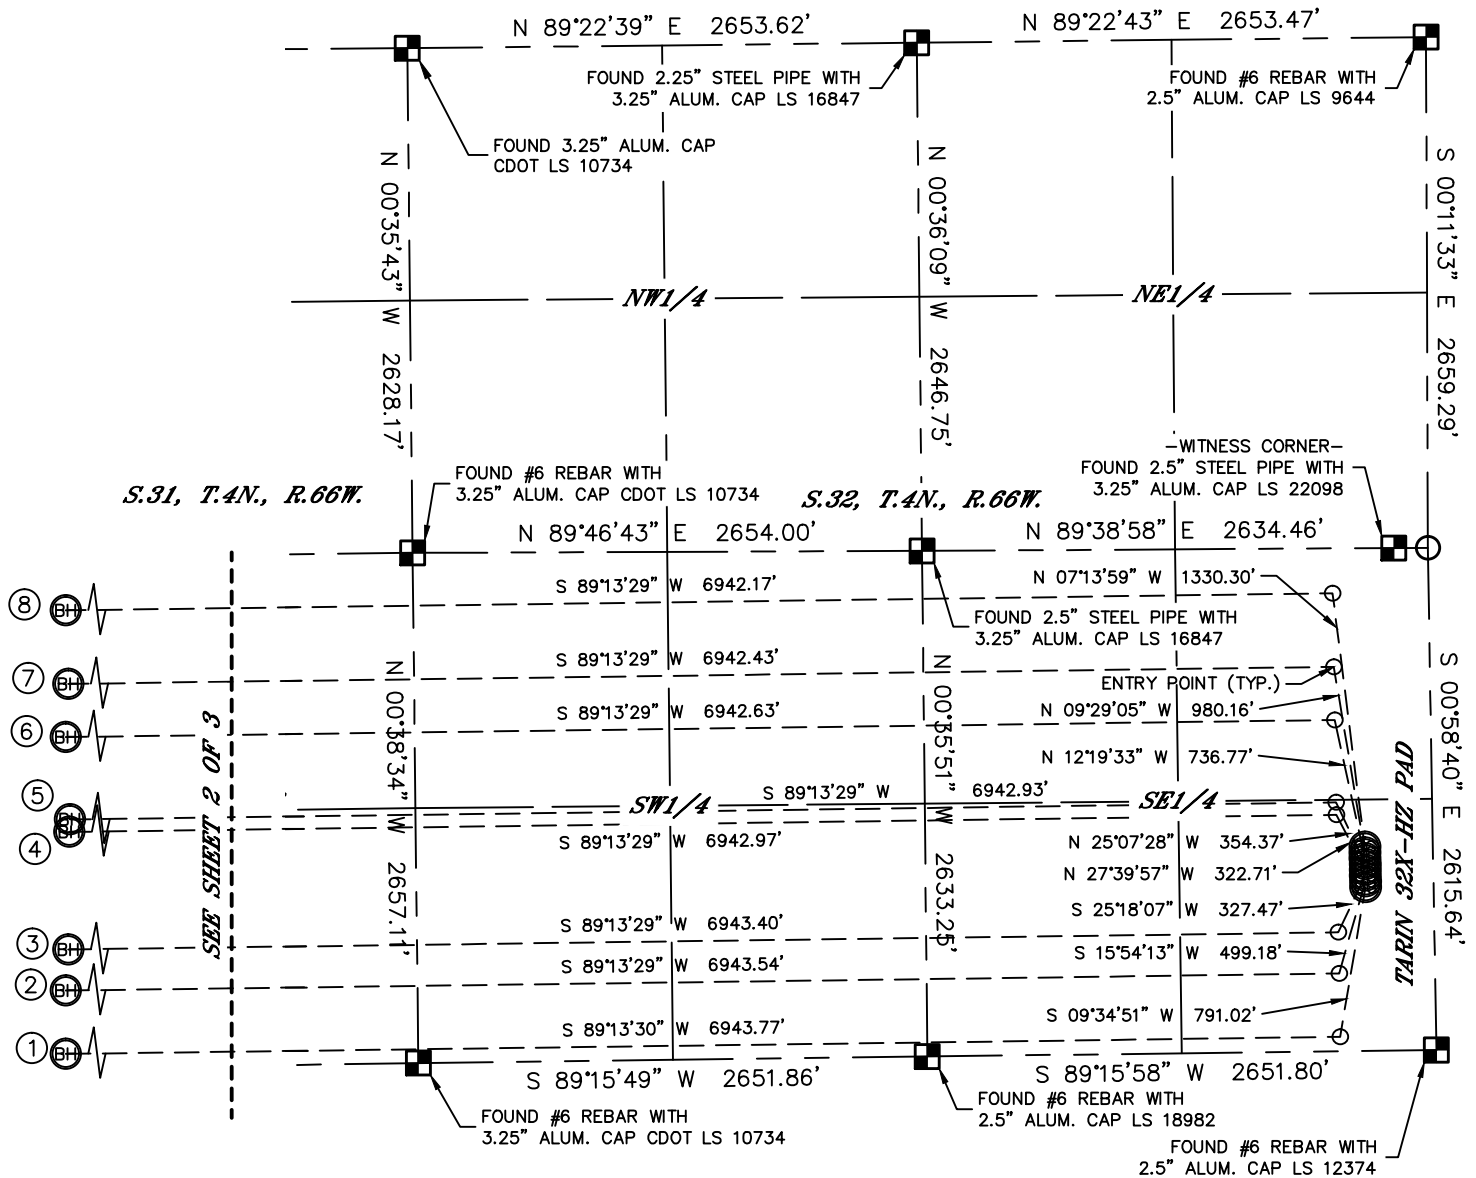 N 89°22'39" E 2653.62'
N 89°22'43" E 2653.47'
FOUND 2.25" STEEL PIPE WITH
3.25" ALUM. CAP LS 16847
FOUND #6 REBAR WITH
2.5" ALUM. CAP LS 9644
FOUND 3.25" ALUM. CAP
CDOT LS 10734
N 00°35'43" W 2628.17'
N 00°36'09" W 2646.75'
S 00°11'33" E 2659.29'
NW1/4
NE1/4
-WITNESS CORNER-
FOUND 2.5" STEEL PIPE WITH
3.25" ALUM. CAP LS 22098
FOUND #6 REBAR WITH
3.25" ALUM. CAP CDOT LS 10734
S.31, T.4N., R.66W.
S.32, T.4N., R.66W.
N 89°46'43" E 2654.00'
N 89°38'58" E 2634.46'
8 BH
S 89°13'29" W 6942.17'
N 07°13'59" W 1330.30'
FOUND 2.5" STEEL PIPE WITH
3.25" ALUM. CAP LS 16847
7 BH
S 89°13'29" W 6942.43'
ENTRY POINT (TYP.)
6 BH
S 89°13'29" W 6942.63'
N 09°29'05" W 980.16'
N 12°19'33" W 736.77'
N 00°38'34" W 2657.11'
N 00°35'51" W 2633.25'
S 00°58'40" E 2615.64'
SEE SHEET 2 OF 3
TARIN 32X-HZ PAD
5 BH
S 89°13'29" W 6942.93'
SW1/4
SE1/4
4 BH
S 89°13'29" W 6942.97'
N 25°07'28" W 354.37'
N 27°39'57" W 322.71'
S 25°18'07" W 327.47'
3 BH
S 89°13'29" W 6943.40'
S 15°54'13" W 499.18'
2 BH
S 89°13'29" W 6943.54'
S 09°34'51" W 791.02'
1 BH
S 89°13'30" W 6943.77'
S 89°15'49" W 2651.86'
S 89°15'58" W 2651.80'
FOUND #6 REBAR WITH
3.25" ALUM. CAP CDOT LS 10734
FOUND #6 REBAR WITH
2.5" ALUM. CAP LS 18982
FOUND #6 REBAR WITH
2.5" ALUM. CAP LS 12374